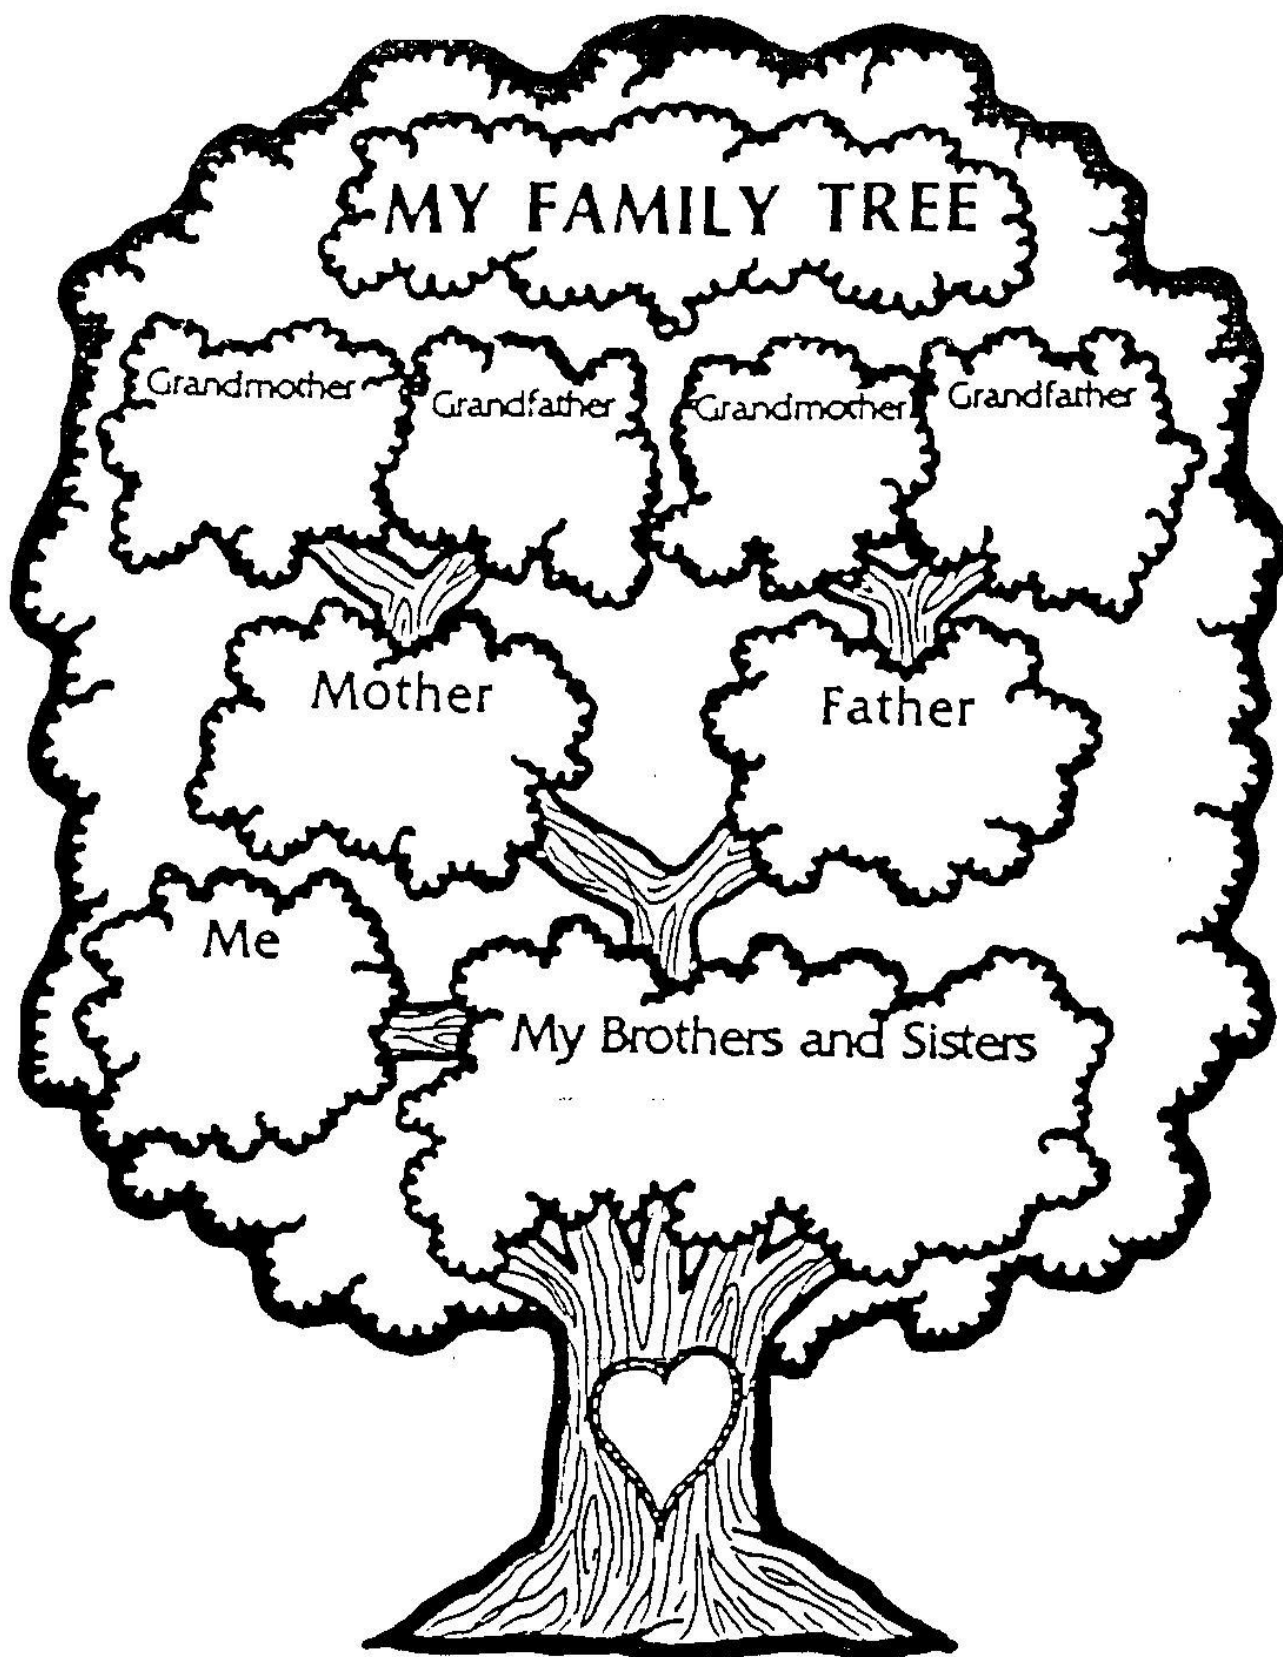 MY FAMILY TREE
Grandmother
Grandfather
Grandmother
Grandfather
Mother
Father
Me
My Brothers and Sisters